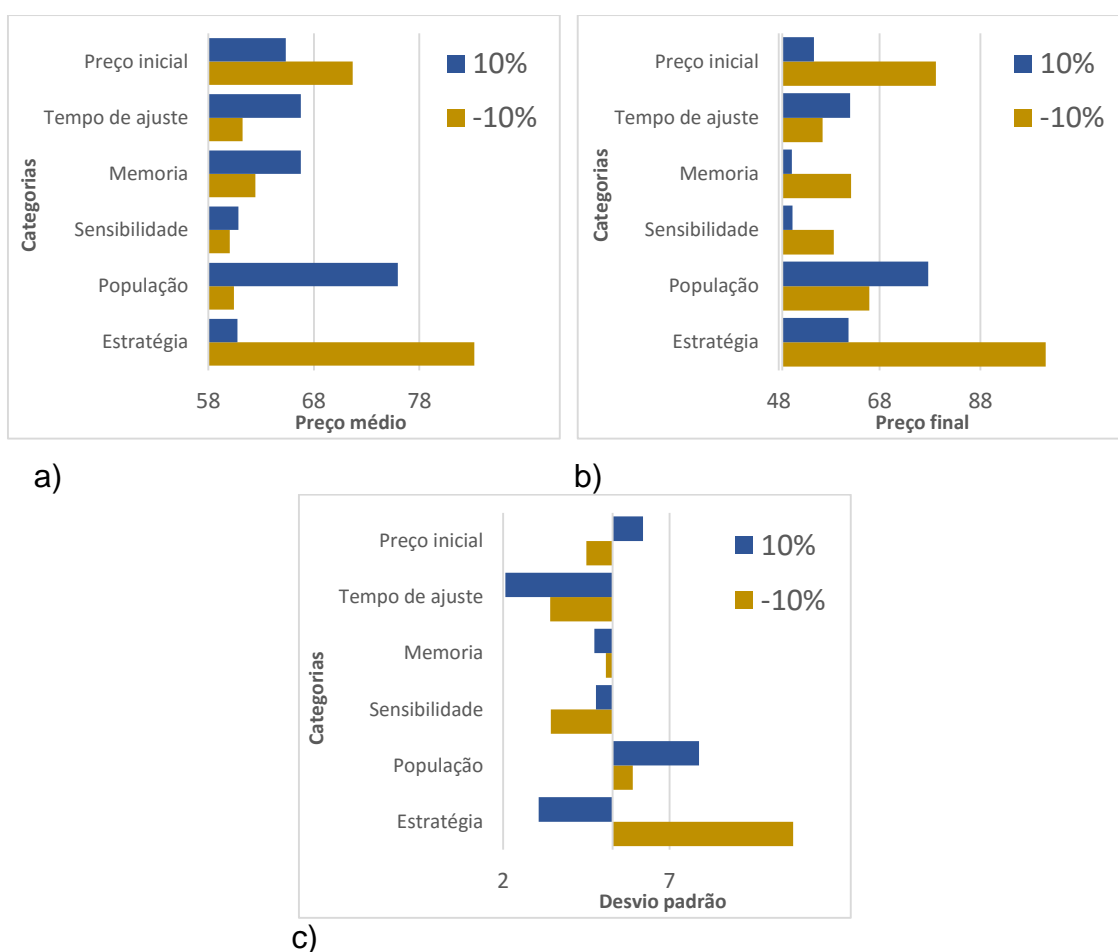 Preço inicial
Tempo de ajuste
Memoria
Sensibilidade
População
Estratégia
Categorias
10%
-10%
58 68 78
Preço médio
a)
Preço inicial
Tempo de ajuste
Memoria
Sensibilidade
População
Estratégia
Categorias
10%
-10%
48 68 88
Preço final
b)
Preço inicial
Tempo de ajuste
Memoria
Sensibilidade
População
Estratégia
Categorias
10%
-10%
2 7
Desvio padrão
c)